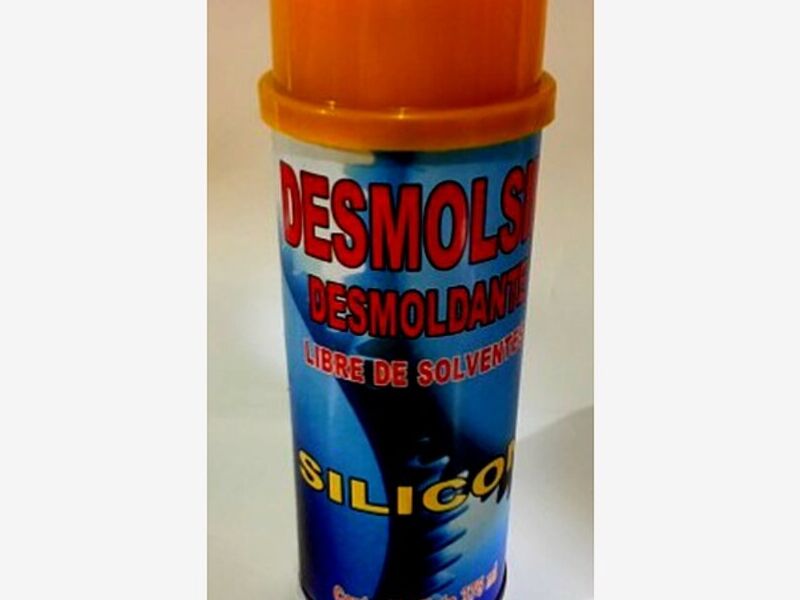 DESMOLSI
DESMOLDANTE
LIBRE DE SOLVENTES
SILICO